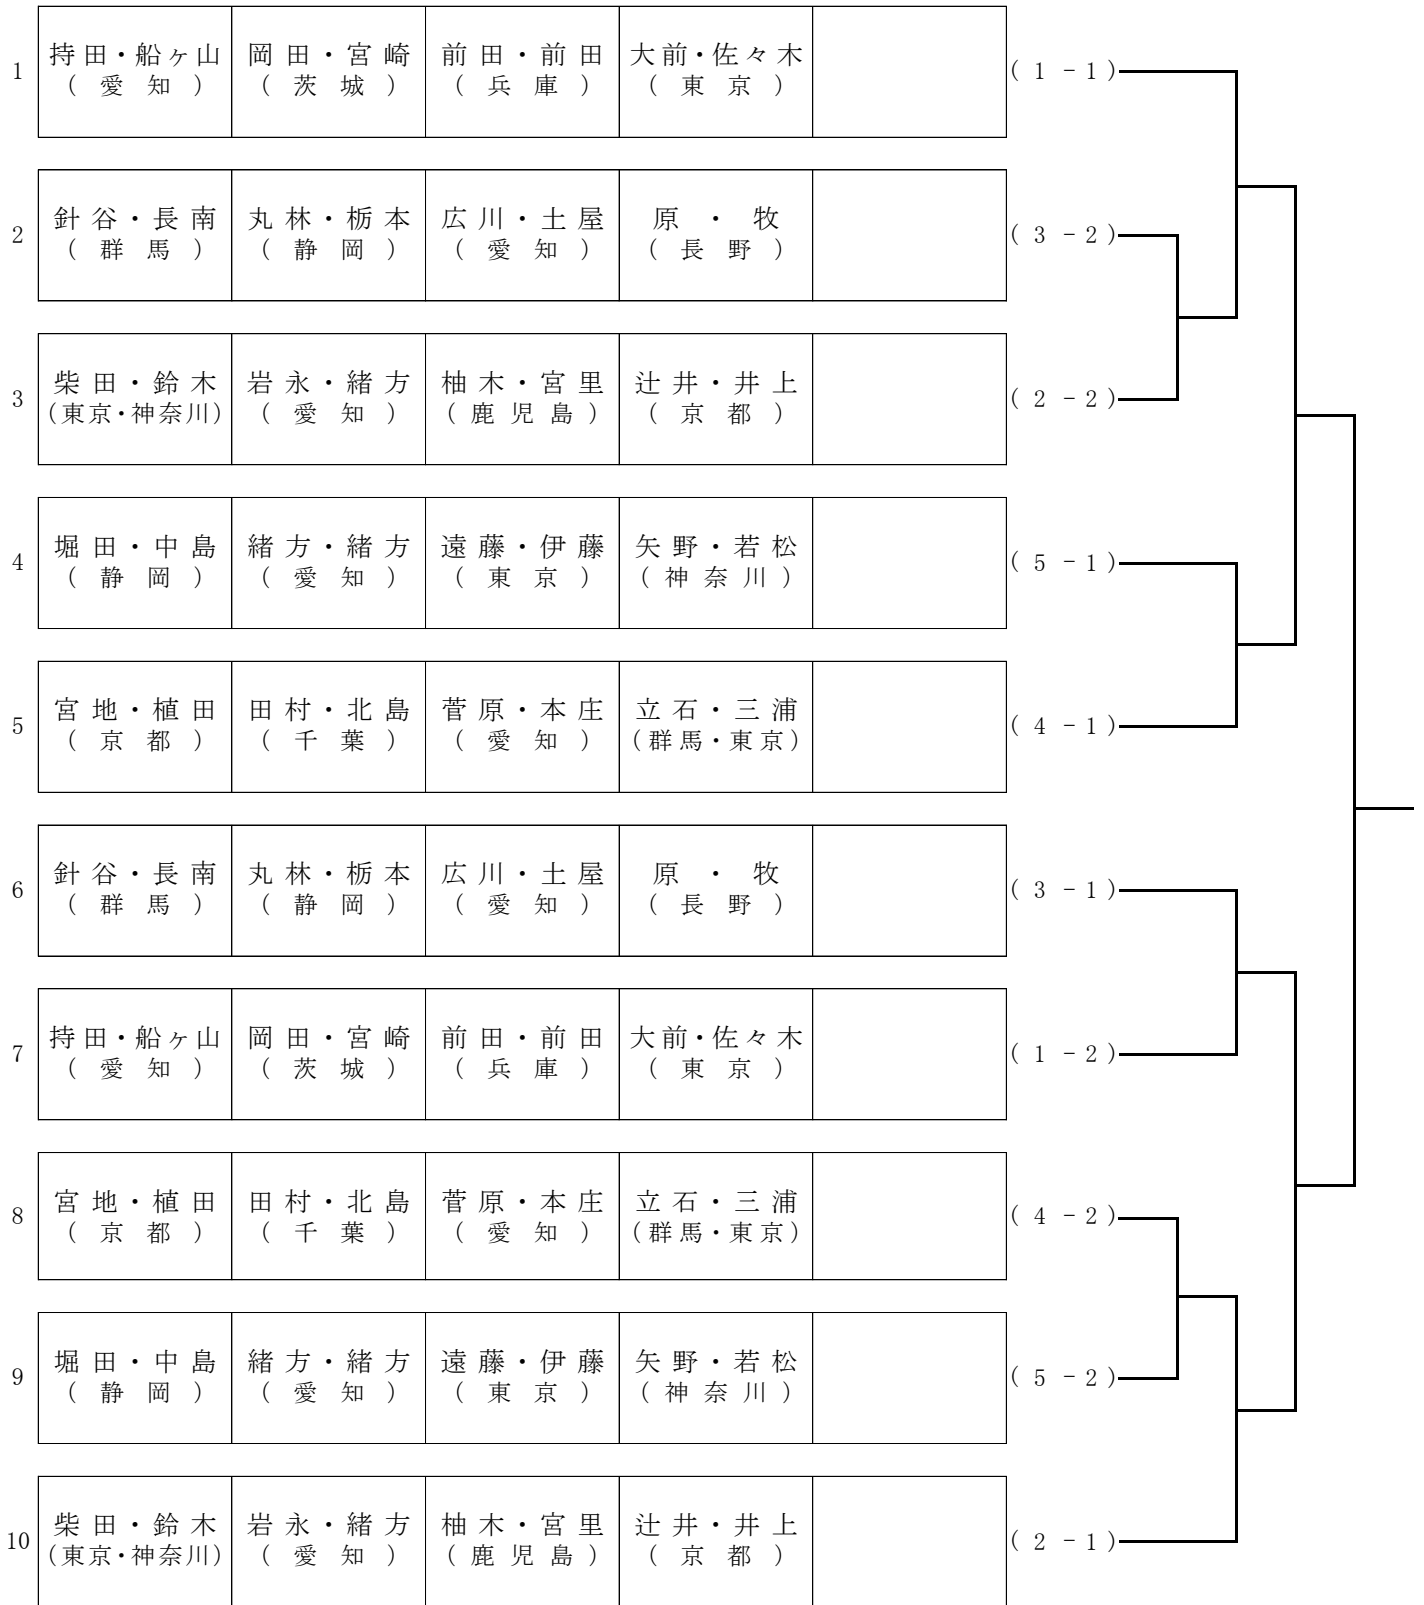 持田・船ヶ山 岡田・宮崎 前田・前田 大前・佐々木
1 (愛知) (茨城) (兵庫) (東京) (1-1)
針谷・長南 丸林・栃本 広川・土屋 原・牧
2 (群馬) (静岡) (愛知) (長野) (3-2)
柴田・鈴木 岩永・緒方 柚木・宮里 辻井・井上
3 (東京・神奈川) (愛知) (鹿児島) (京都) (2-2)
堀田・中島 緒方・緒方 遠藤・伊藤 矢野・若松
4 (静岡) (愛知) (東京) (神奈川) (5-1)
宮地・植田 田村・北島 菅原・本庄 立石・三浦
5 (京都) (千葉) (愛知) (群馬・東京) (4-1)
針谷・長南 丸林・栃本 広川・土屋 原・牧
6 (群馬) (静岡) (愛知) (長野) (3-1)
持田・船ヶ山 岡田・宮崎 前田・前田 大前・佐々木
7 (愛知) (茨城) (兵庫) (東京) (1-2)
宮地・植田 田村・北島 菅原・本庄 立石・三浦
8 (京都) (千葉) (愛知) (群馬・東京) (4-2)
堀田・中島 緒方・緒方 遠藤・伊藤 矢野・若松
9 (静岡) (愛知) (東京) (神奈川) (5-2)
柴田・鈴木 岩永・緒方 柚木・宮里 辻井・井上
10 (東京・神奈川) (愛知) (鹿児島) (京都) (2-1)